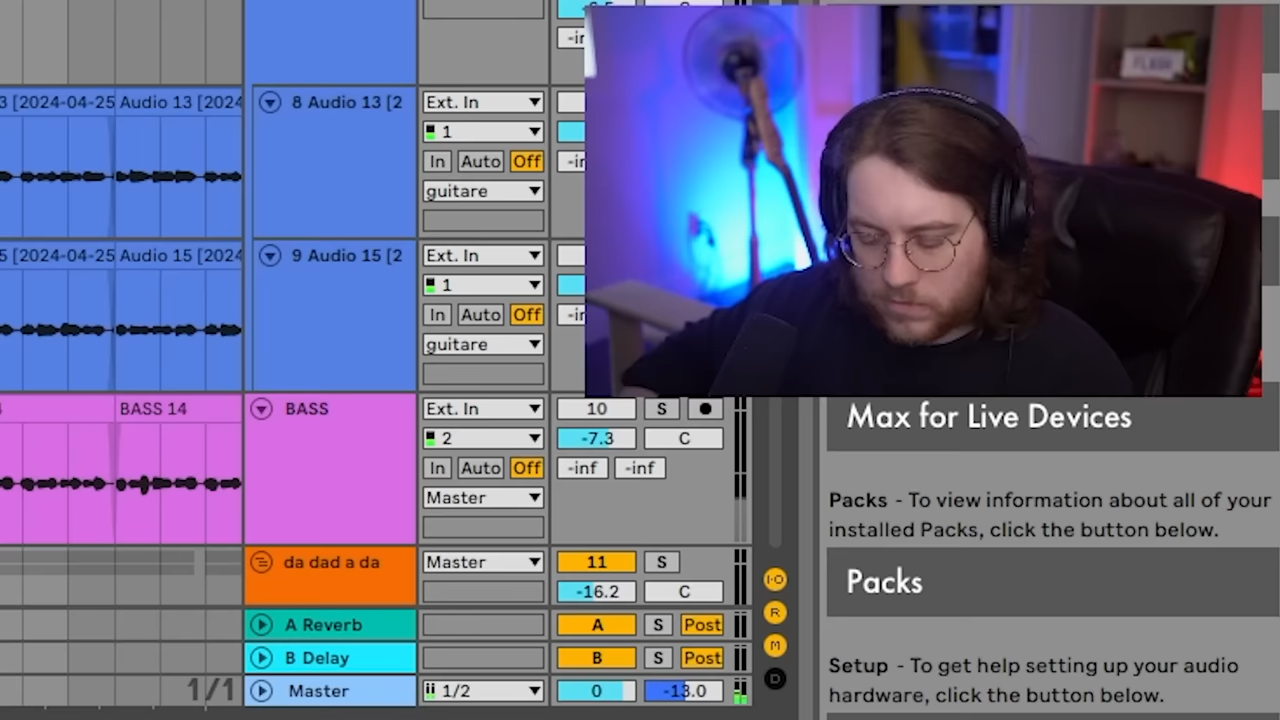 3 [2024-04-25 Audio 13 [2024
8 Audio 13 [2
Ext. In
1
In Auto Off
guitare
5 [2024-04-25 Audio 15 [2024
9 Audio 15 [2
Ext. In
1
In Auto Off
guitare
BASS 14
BASS
Ext. In
10 S
2
-7.3 C
In Auto Off
-inf -inf
Master
da dad a da
Master
11 S
-16.2 C
A Reverb
A S Post
B Delay
B S Post
1/1
Master
1/2
0 -13.0
I·O
R
M
D
FLASH
Max for Live Devices
Packs - To view information about all of your
installed Packs, click the button below.
Packs
Setup - To get help setting up your audio
hardware, click the button below.